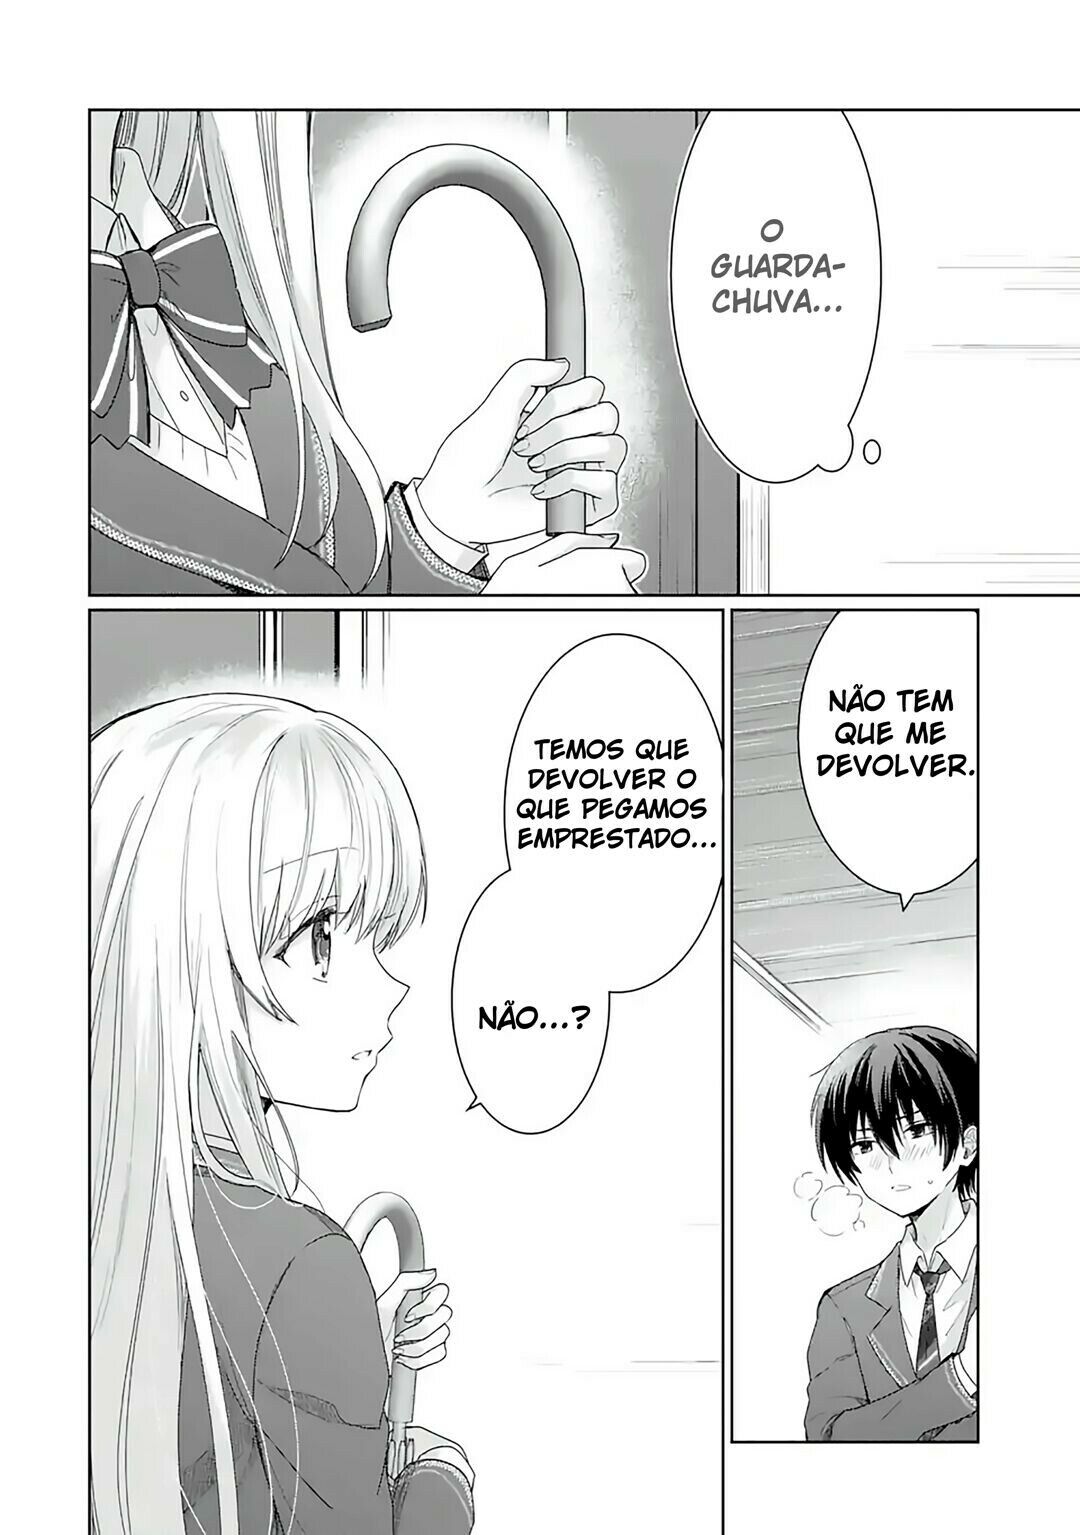 O
GUARDA-
CHUVA...
NÃO TEM
QUE ME
DEVOLVER.
TEMOS QUE
DEVOLVER O
QUE PEGAMOS
EMPRESTADO...
NÃO...?